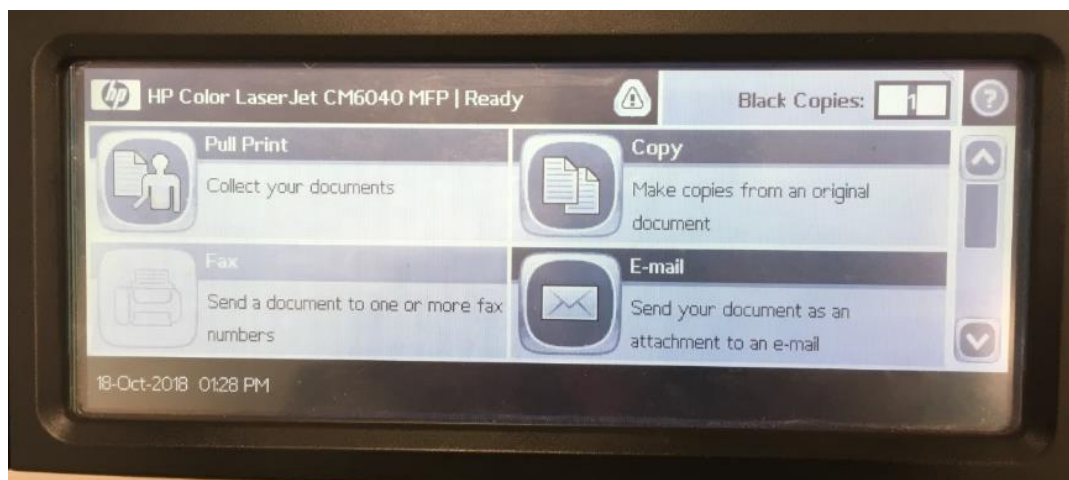 hp HP Color LaserJet CM6040 MFP | Ready
Black Copies: 1 ?
Pull Print
Collect your documents
Copy
Make copies from an original
document
Fax
Send a document to one or more fax
numbers
E-mail
Send your document as an
attachment to an e-mail
18-Oct-2018 01:28 PM